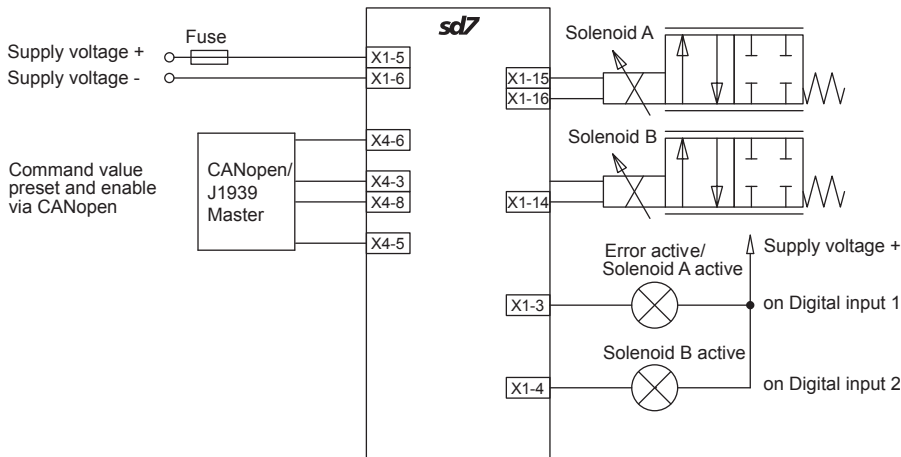 sd7
Fuse
Supply voltage +
Supply voltage -
X1-5
X1-6
Solenoid A
X1-15
X1-16
Command value
preset and enable
via CANopen
CANopen/
J1939
Master
X4-6
X4-3
X4-8
X4-5
Solenoid B
X1-14
Error active/
Solenoid A active
Supply voltage +
X1-3
on Digital input 1
Solenoid B active
X1-4
on Digital input 2